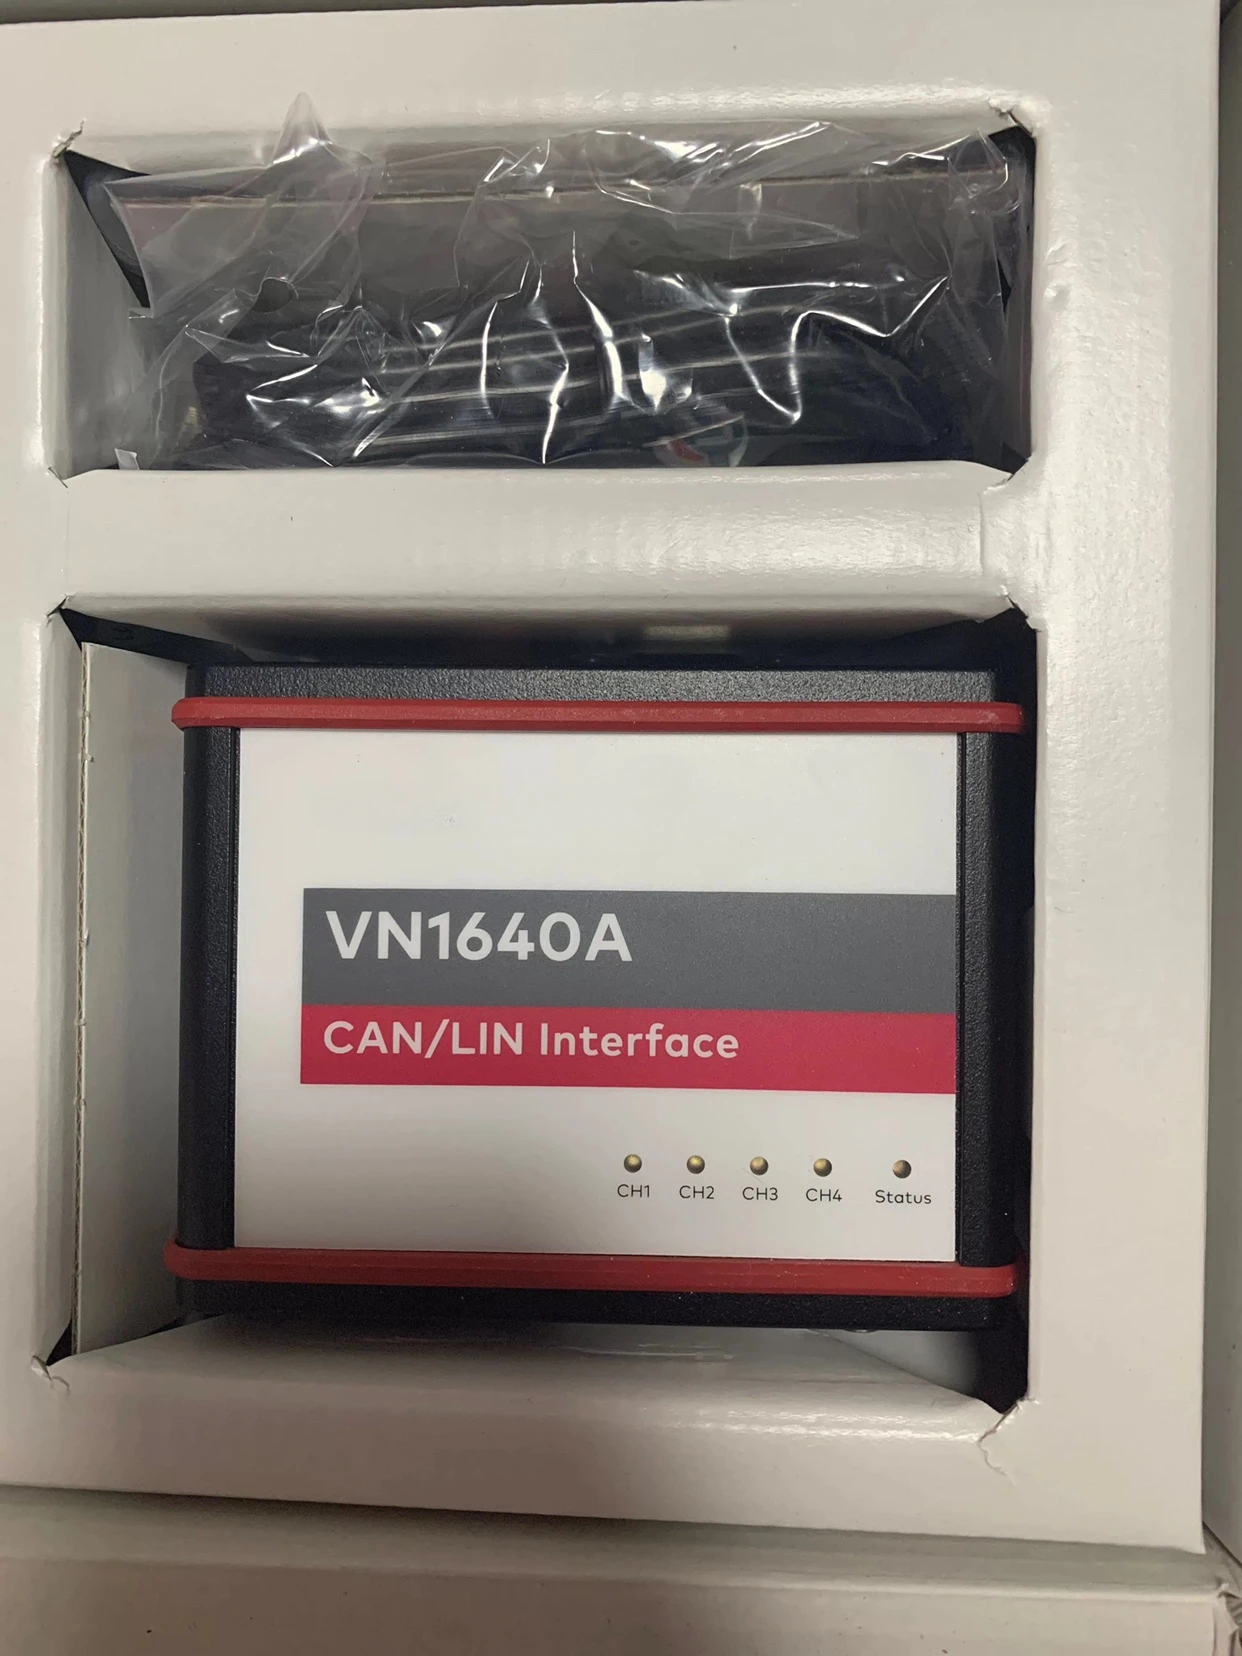 VN1640A
CAN/LIN Interface
CH1 CH2 CH3 CH4 Status